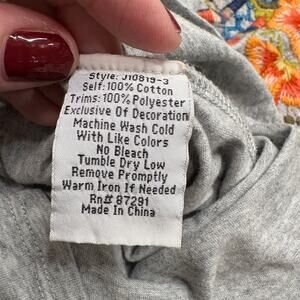 Style: J10819-3
Self:100% Cotton
Trims:100% Polyester
Exclusive Of Decoration
Machine Wash Cold
With Like Colors
No Bleach
Tumble Dry Low
Remove Promptly
Warm Iron If Needed
Rn# 87291
Made In China